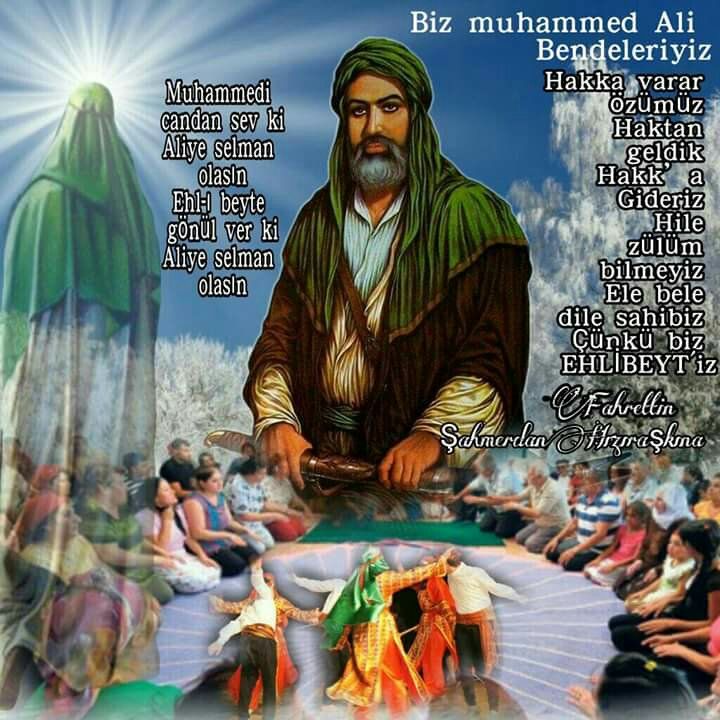 Biz muhammed Ali
Bendeleriyiz
Hakka varar
özümüz
Haktan
geldik
Hakk' a
Gideriz
Hile
zülüm
bilmeyiz
Ele bele
dile sahibiz
Çünkü biz
EHLİBEYT'iz
Muhammedi
candan sev ki
Aliye selman
olasın
Ehl-i beyte
gönül ver ki
Aliye selman
olasın
Fahrettin
Şahmerdan Hızıraşkına